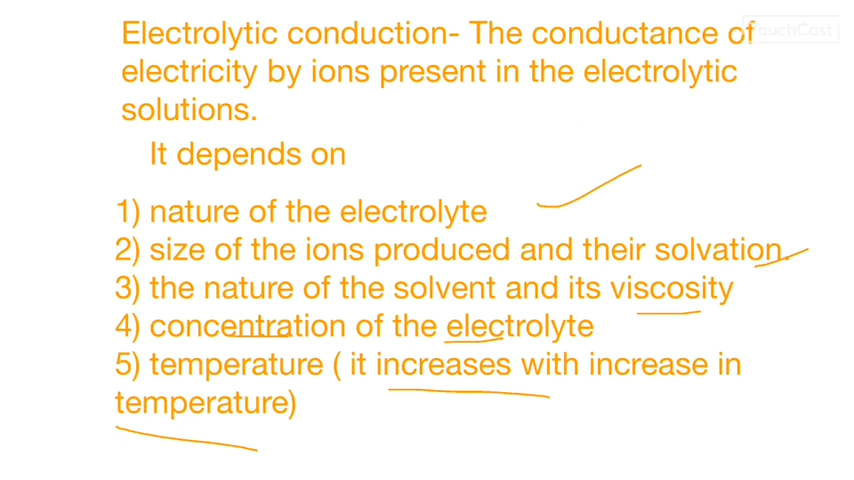 Electrolytic conduction- The conductance of
TouchCast
electricity by ions present in the electrolytic
solutions.
It depends on
1) nature of the electrolyte
2) size of the ions produced and their solvation.
3) the nature of the solvent and its viscosity
4) concentration of the electrolyte
5) temperature ( it increases with increase in
temperature)